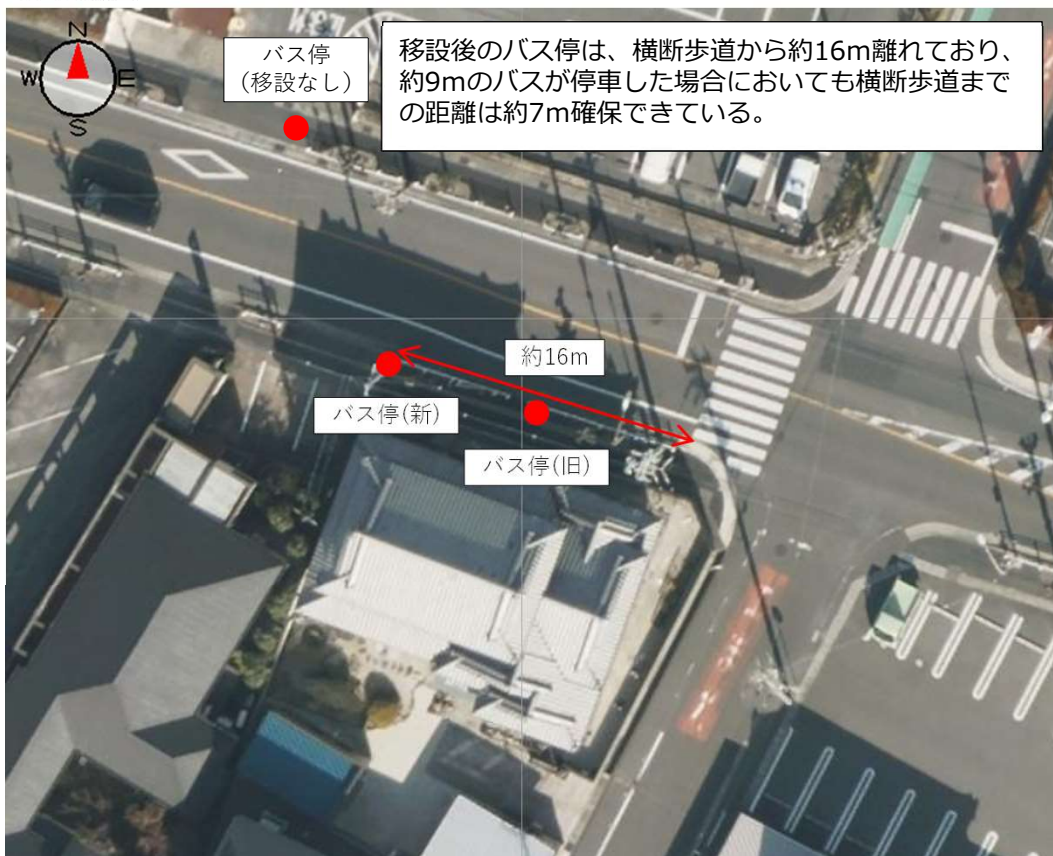 N
W E
S
バス停
(移設なし)
移設後のバス停は、横断歩道から約16m離れており、
約9mのバスが停車した場合においても横断歩道まで
の距離は約7m確保できている。
約16m
バス停(新)
バス停(旧)